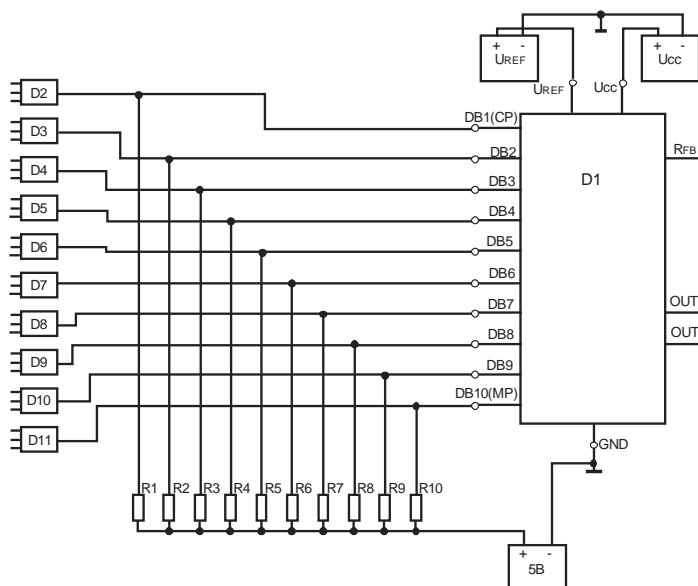 + - + -
UREF Ucc
UREF Ucc
D2
DB1(CP)
D3
DB2
RFB
D4
DB3
D1
D5
DB4
D6
DB5
D7
DB6
D8
DB7
OUT
D9
DB8
OUT
D10
DB9
D11
DB10(MP)
GND
R1 R2 R3 R4 R5 R6 R7 R8 R9 R10
+ -
5В